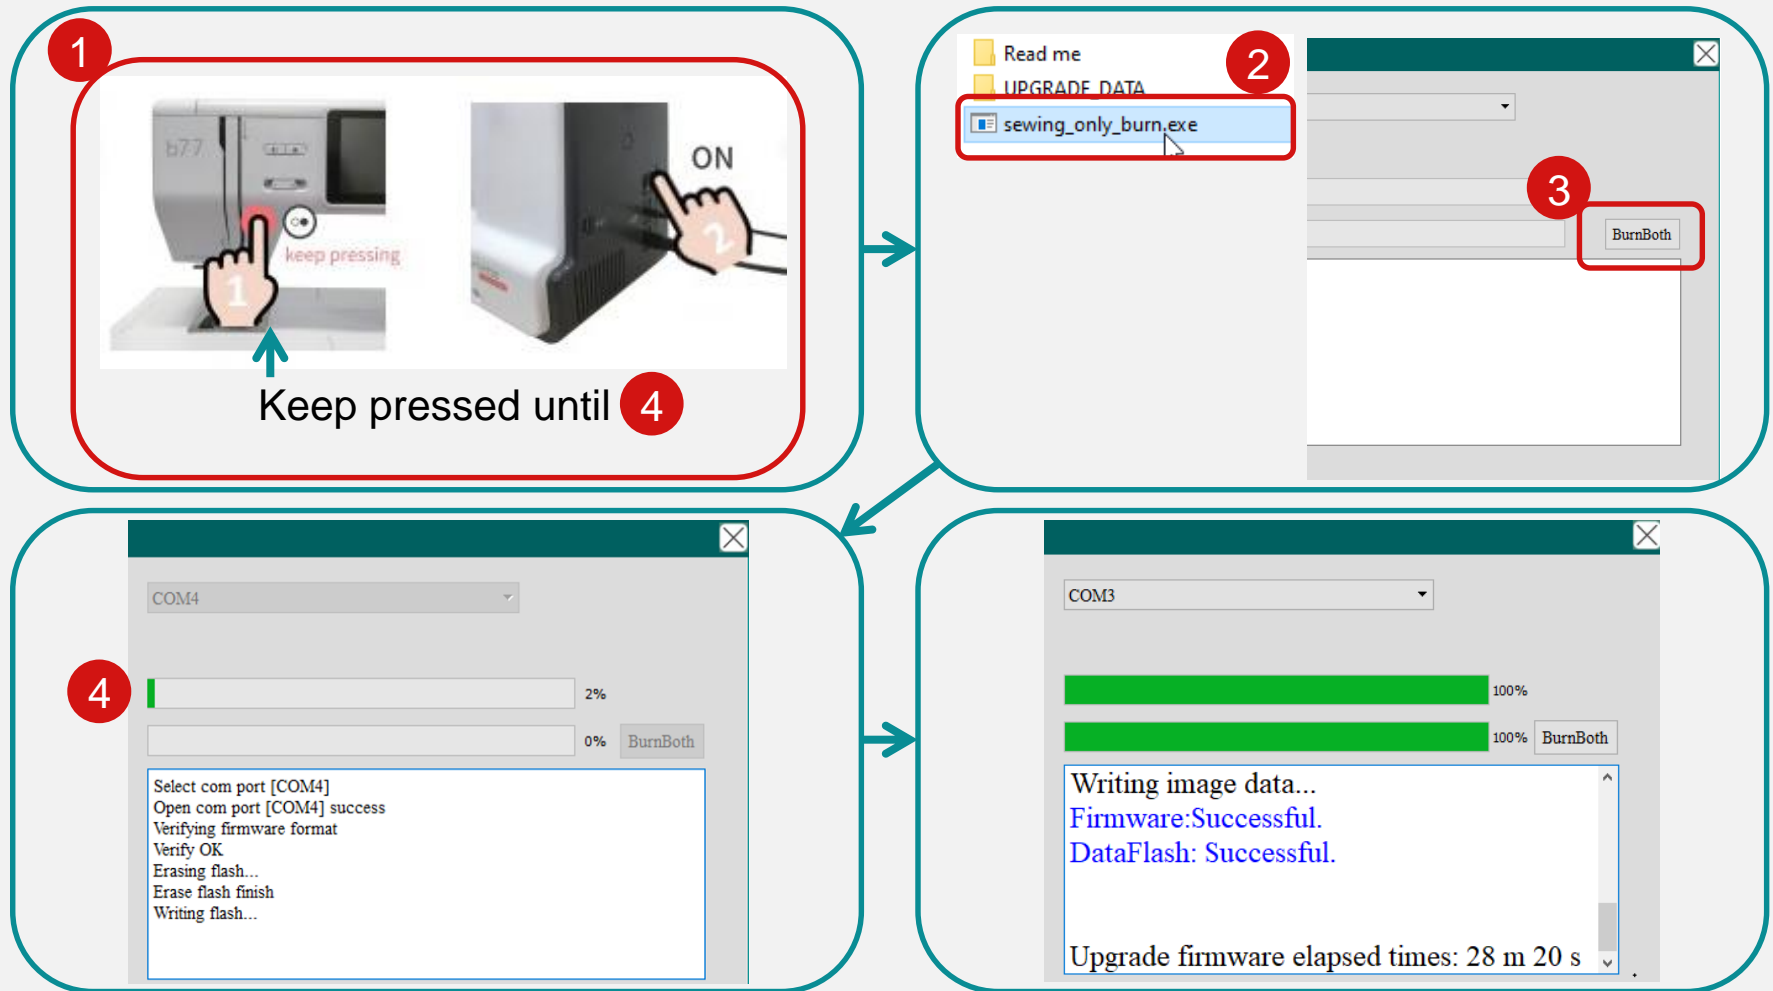 1
b77
keep pressing
1
ON
2
Keep pressed until 4
Read me
UPGRADE_DATA
sewing_only_burn.exe
2
3
BurnBoth
COM4
4
2%
0% BurnBoth
Select com port [COM4]
Open com port [COM4] success
Verifying firmware format
Verify OK
Erasing flash...
Erase flash finish
Writing flash...
COM3
100%
100% BurnBoth
Writing image data...
Firmware:Successful.
DataFlash: Successful.
Upgrade firmware elapsed times: 28 m 20 s
.